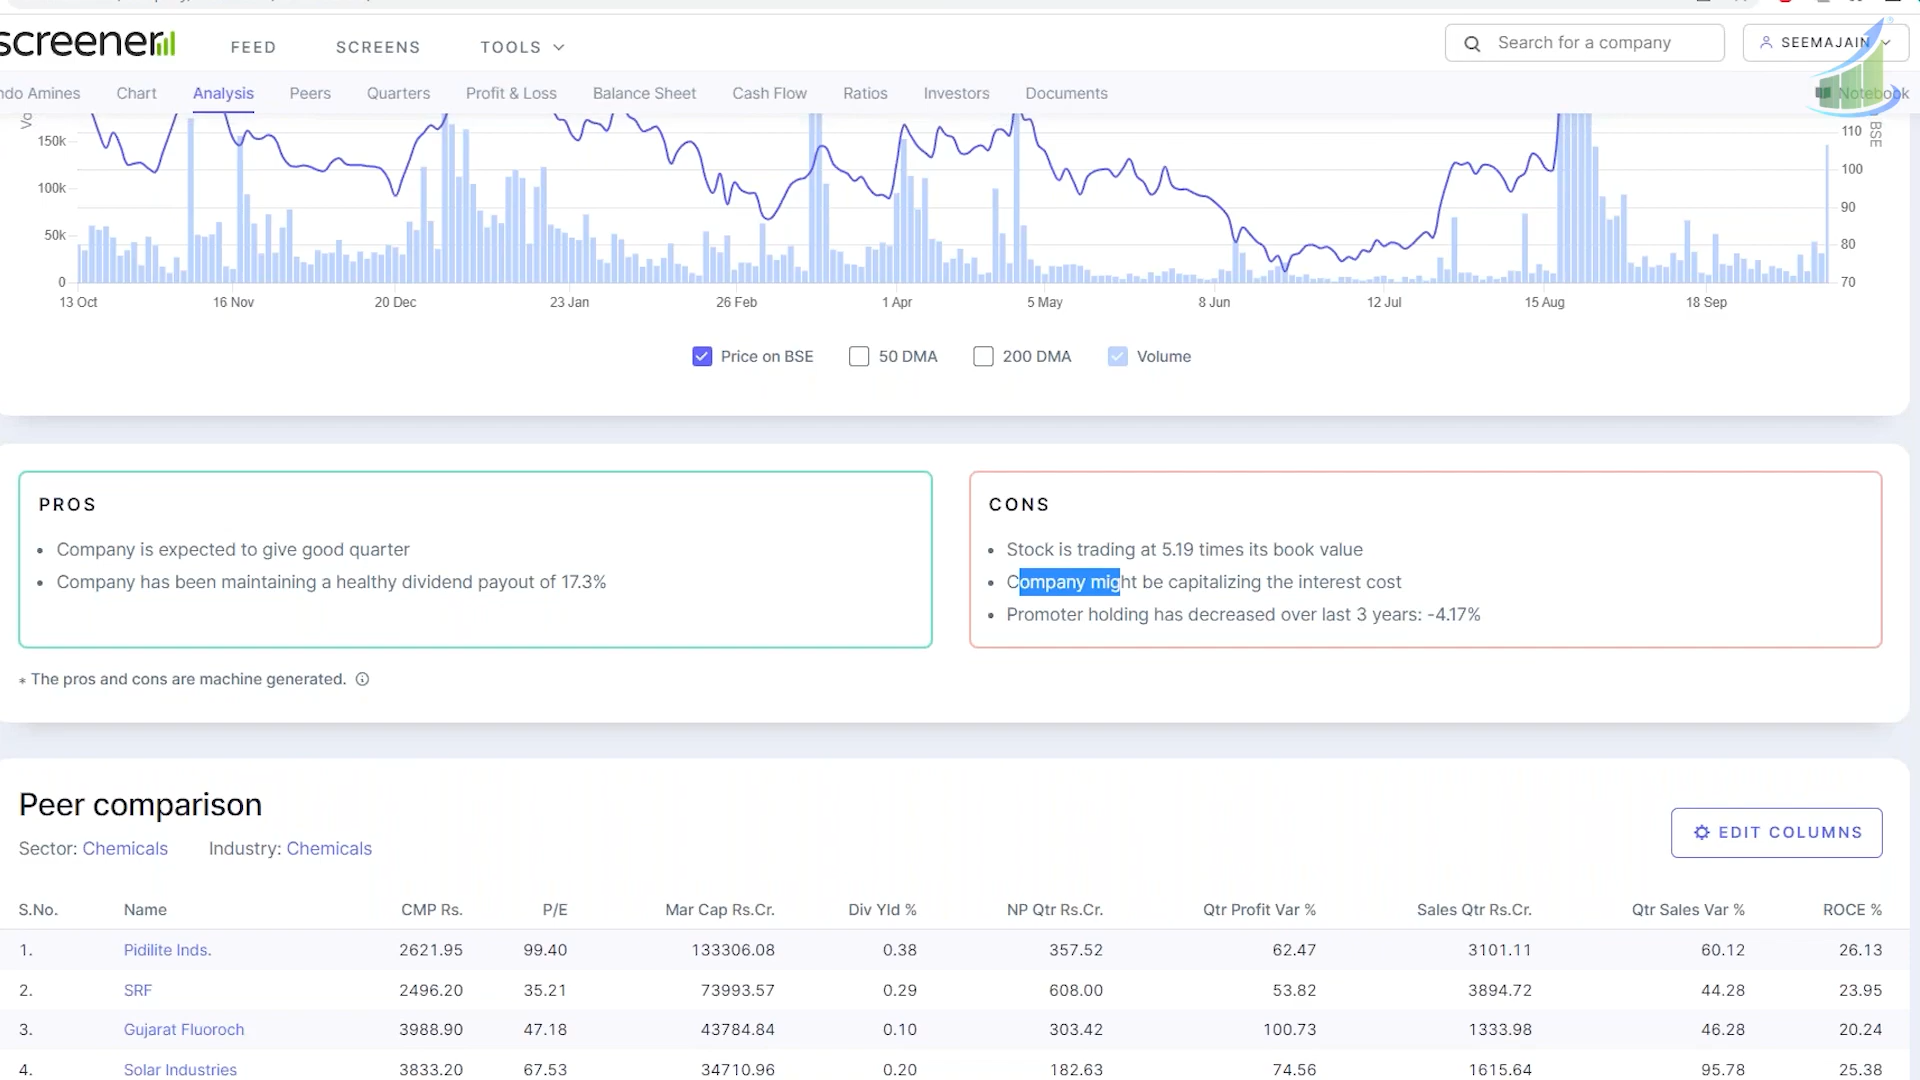 screener
FEED SCREENS TOOLS
Search for a company
SEEMAJAIN
ndo Amines Chart Analysis Peers Quarters Profit & Loss Balance Sheet Cash Flow Ratios Investors Documents Notebook
Vo
150k
100k
50k
0
110
100
90
80
70
BSE
13 Oct 16 Nov 20 Dec 23 Jan 26 Feb 1 Apr 5 May 8 Jun 12 Jul 15 Aug 18 Sep
Price on BSE 50 DMA 200 DMA Volume
PROS
• Company is expected to give good quarter
• Company has been maintaining a healthy dividend payout of 17.3%
CONS
• Stock is trading at 5.19 times its book value
• Company might be capitalizing the interest cost
• Promoter holding has decreased over last 3 years: -4.17%
* The pros and cons are machine generated.
Peer comparison
Sector: Chemicals Industry: Chemicals
EDIT COLUMNS
S.No. Name CMP Rs. P/E Mar Cap Rs.Cr. Div Yld % NP Qtr Rs.Cr. Qtr Profit Var % Sales Qtr Rs.Cr. Qtr Sales Var % ROCE %
1. Pidilite Inds. 2621.95 99.40 133306.08 0.38 357.52 62.47 3101.11 60.12 26.13
2. SRF 2496.20 35.21 73993.57 0.29 608.00 53.82 3894.72 44.28 23.95
3. Gujarat Fluoroch 3988.90 47.18 43784.84 0.10 303.42 100.73 1333.98 46.28 20.24
4. Solar Industries 3833.20 67.53 34710.96 0.20 182.63 74.56 1615.64 95.78 25.38